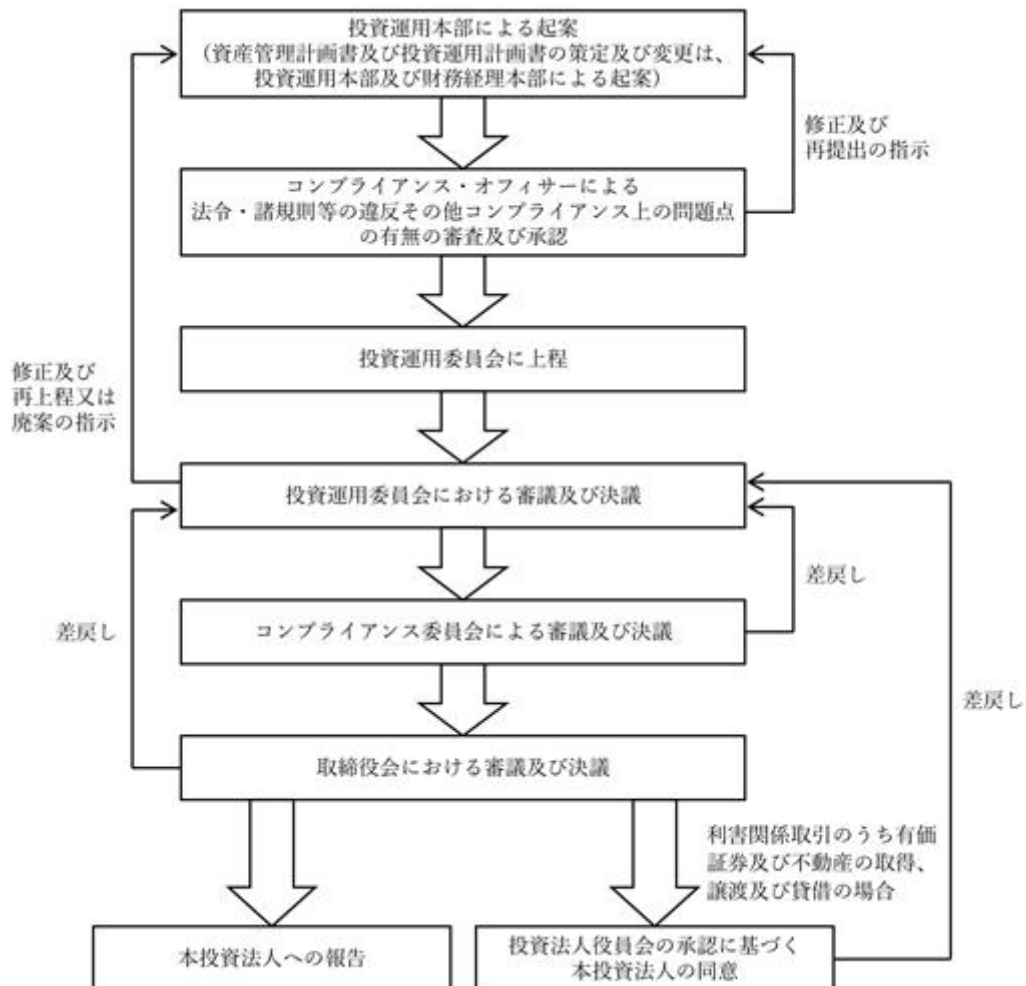 投資運用本部による起案
（資産管理計画書及び投資運用計画書の策定及び変更は、
投資運用本部及び財務経理本部による起案）
修正及び
再提出の指示
コンプライアンス・オフィサーによる
法令・諸規則等の違反その他コンプライアンス上の問題点
の有無の審査及び承認
投資運用委員会に上程
修正及び
再上程又は
廃案の指示
投資運用委員会における審議及び決議
差戻し
コンプライアンス委員会による審議及び決議
差戻し
差戻し
取締役会における審議及び決議
利害関係取引のうち有価
証券及び不動産の取得、
譲渡及び貸借の場合
本投資法人への報告
投資法人役員会の承認に基づく
本投資法人の同意